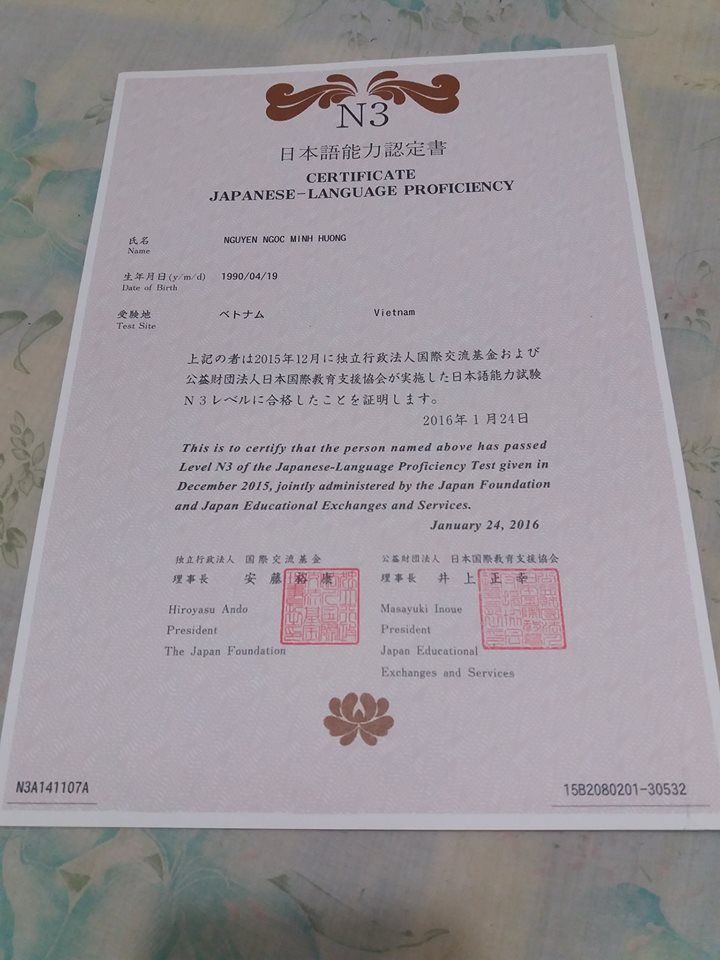 N3
日本語能力認定書
CERTIFICATE
JAPANESE-LANGUAGE PROFICIENCY
氏名 NGUYEN NGOC MINH HUONG
Name
生年月日(y/m/d) 1990/04/19
Date of Birth
受験地 ベトナム Vietnam
Test Site
上記の者は2015年12月に独立行政法人国際交流基金および
公益財団法人日本国際教育支援協会が実施した日本語能力試験
N3レベルに合格したことを証明します。
2016年1月24日
This is to certify that the person named above has passed
Level N3 of the Japanese-Language Proficiency Test given in
December 2015, jointly administered by the Japan Foundation
and Japan Educational Exchanges and Services.
January 24, 2016
独立行政法人 国際交流基金
理事長 安藤裕康
Hiroyasu Ando
President
The Japan Foundation
公益財団法人 日本国際教育支援協会
理事長 井上正幸
Masayuki Inoue
President
Japan Educational
Exchanges and Services
N3A141107A
15B2080201-30532